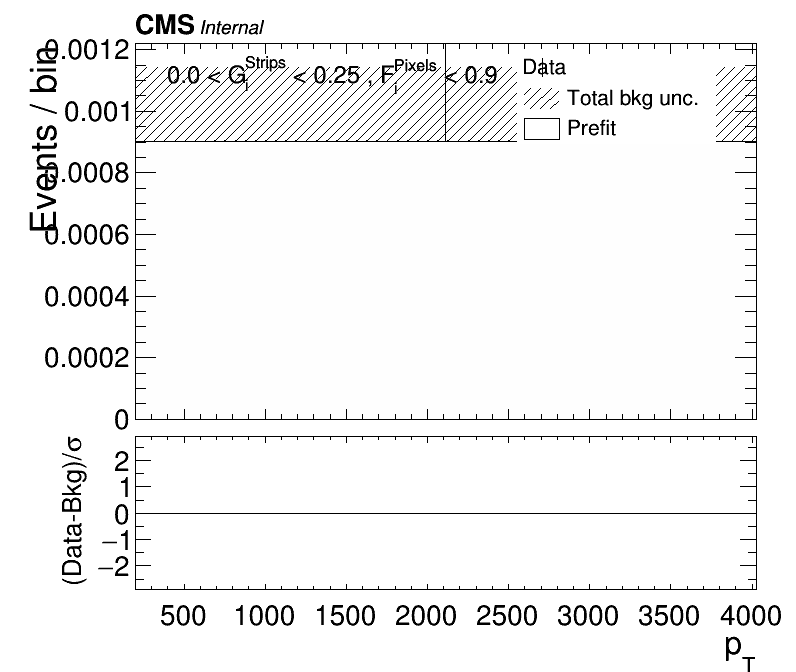 CMS Internal
Events / bin
0.0012
0.001
0.0008
0.0006
0.0004
0.0002
0
0.0 < G_i^Strips < 0.25 , F_i^Pixels < 0.9
Data
Total bkg unc.
Prefit
(Data-Bkg)/σ
2
1
0
−1
−2
500 1000 1500 2000 2500 3000 3500 4000
p_T